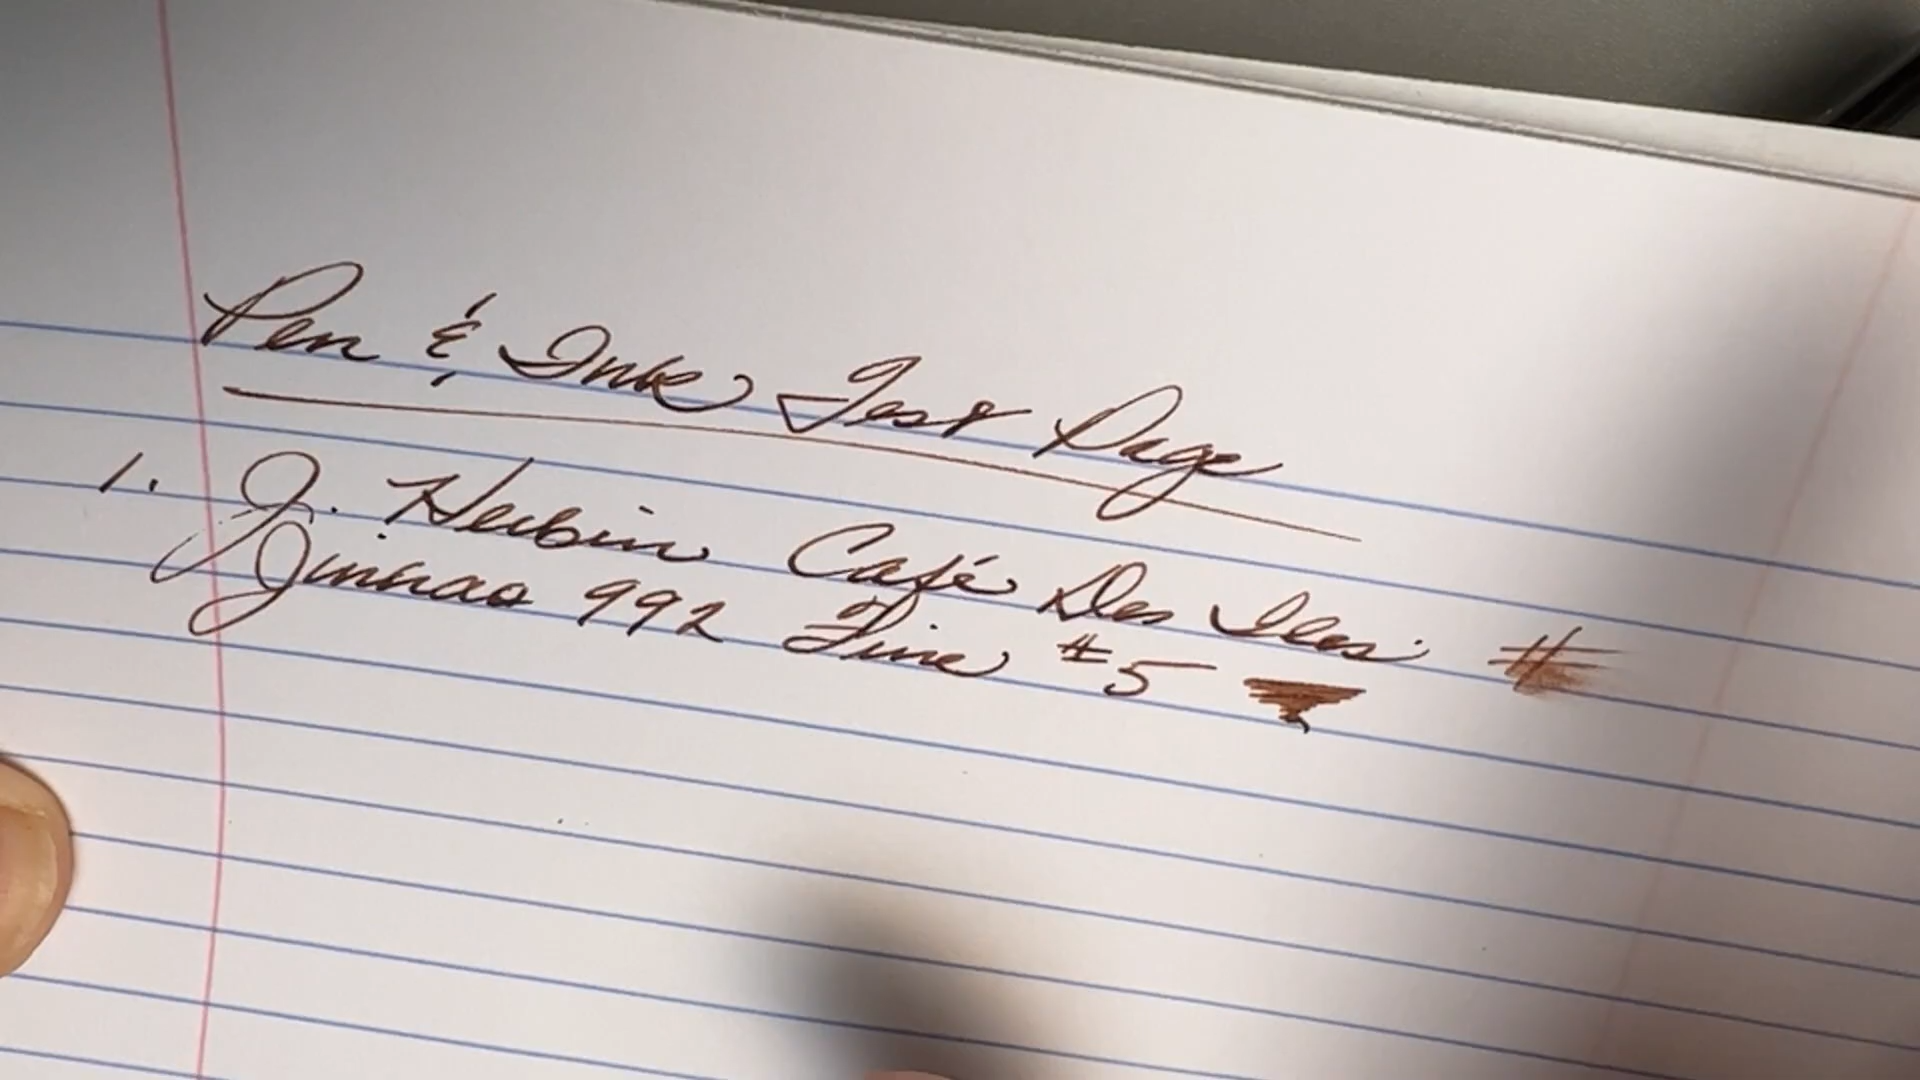 Pen & Ink Test Page
1. J. Herbin Café Des Iles #
Jinhao 992 Fine #5